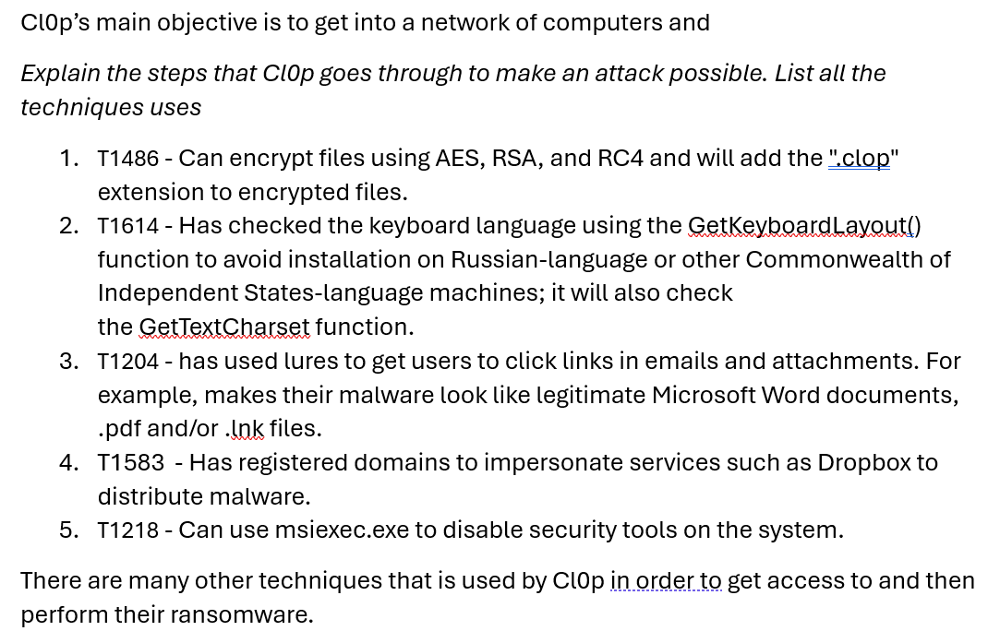 Cl0p’s main objective is to get into a network of computers and
Explain the steps that Cl0p goes through to make an attack possible. List all the
techniques uses
1. T1486 - Can encrypt files using AES, RSA, and RC4 and will add the ".clop"
extension to encrypted files.
2. T1614 - Has checked the keyboard language using the GetKeyboardLayout()
function to avoid installation on Russian-language or other Commonwealth of
Independent States-language machines; it will also check
the GetTextCharset function.
3. T1204 - has used lures to get users to click links in emails and attachments. For
example, makes their malware look like legitimate Microsoft Word documents,
.pdf and/or .lnk files.
4. T1583  - Has registered domains to impersonate services such as Dropbox to
distribute malware.
5. T1218 - Can use msiexec.exe to disable security tools on the system.
There are many other techniques that is used by Cl0p in order to get access to and then
perform their ransomware.